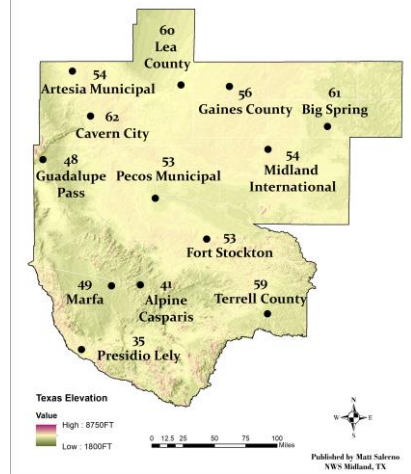 60
Lea
County
54
Artesia Municipal
56
Gaines County
61
Big Spring
62
Cavern City
48
Guadalupe
Pass
53
Pecos Municipal
54
Midland
International
53
Fort Stockton
49
Marfa
41
Alpine
Casparis
59
Terrell County
35
Presidio Lely
Texas Elevation
Value
High : 8750FT
Low : 1800FT
0 12.5 25 50 75 100
Miles
N
W E
S
Published by Matt Salerno
NWS Midland, TX